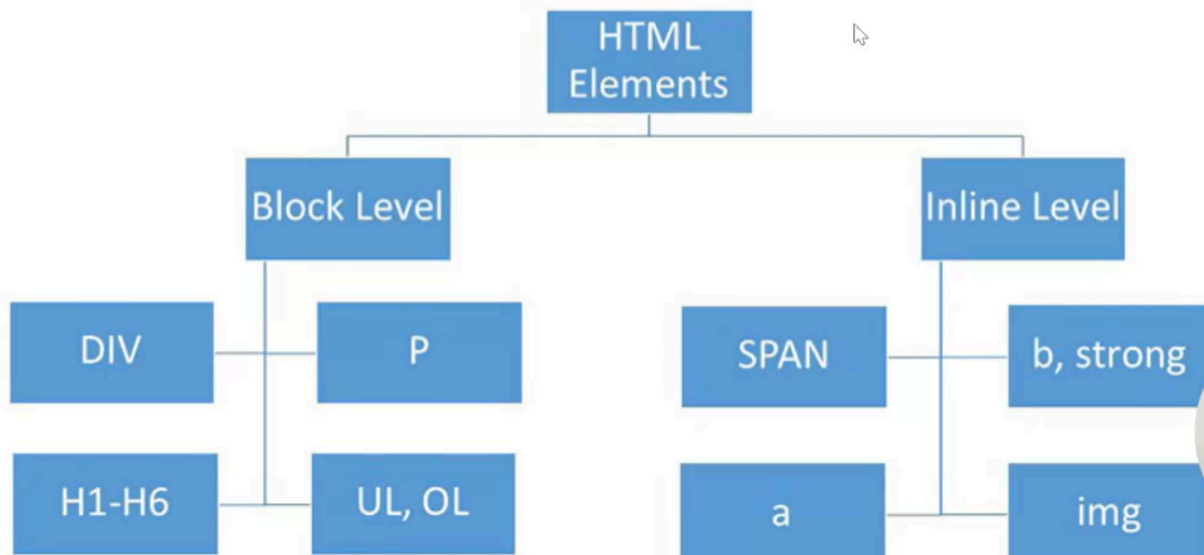 HTML
Elements
Block Level
Inline Level
DIV
P
SPAN
b, strong
H1-H6
UL, OL
a
img